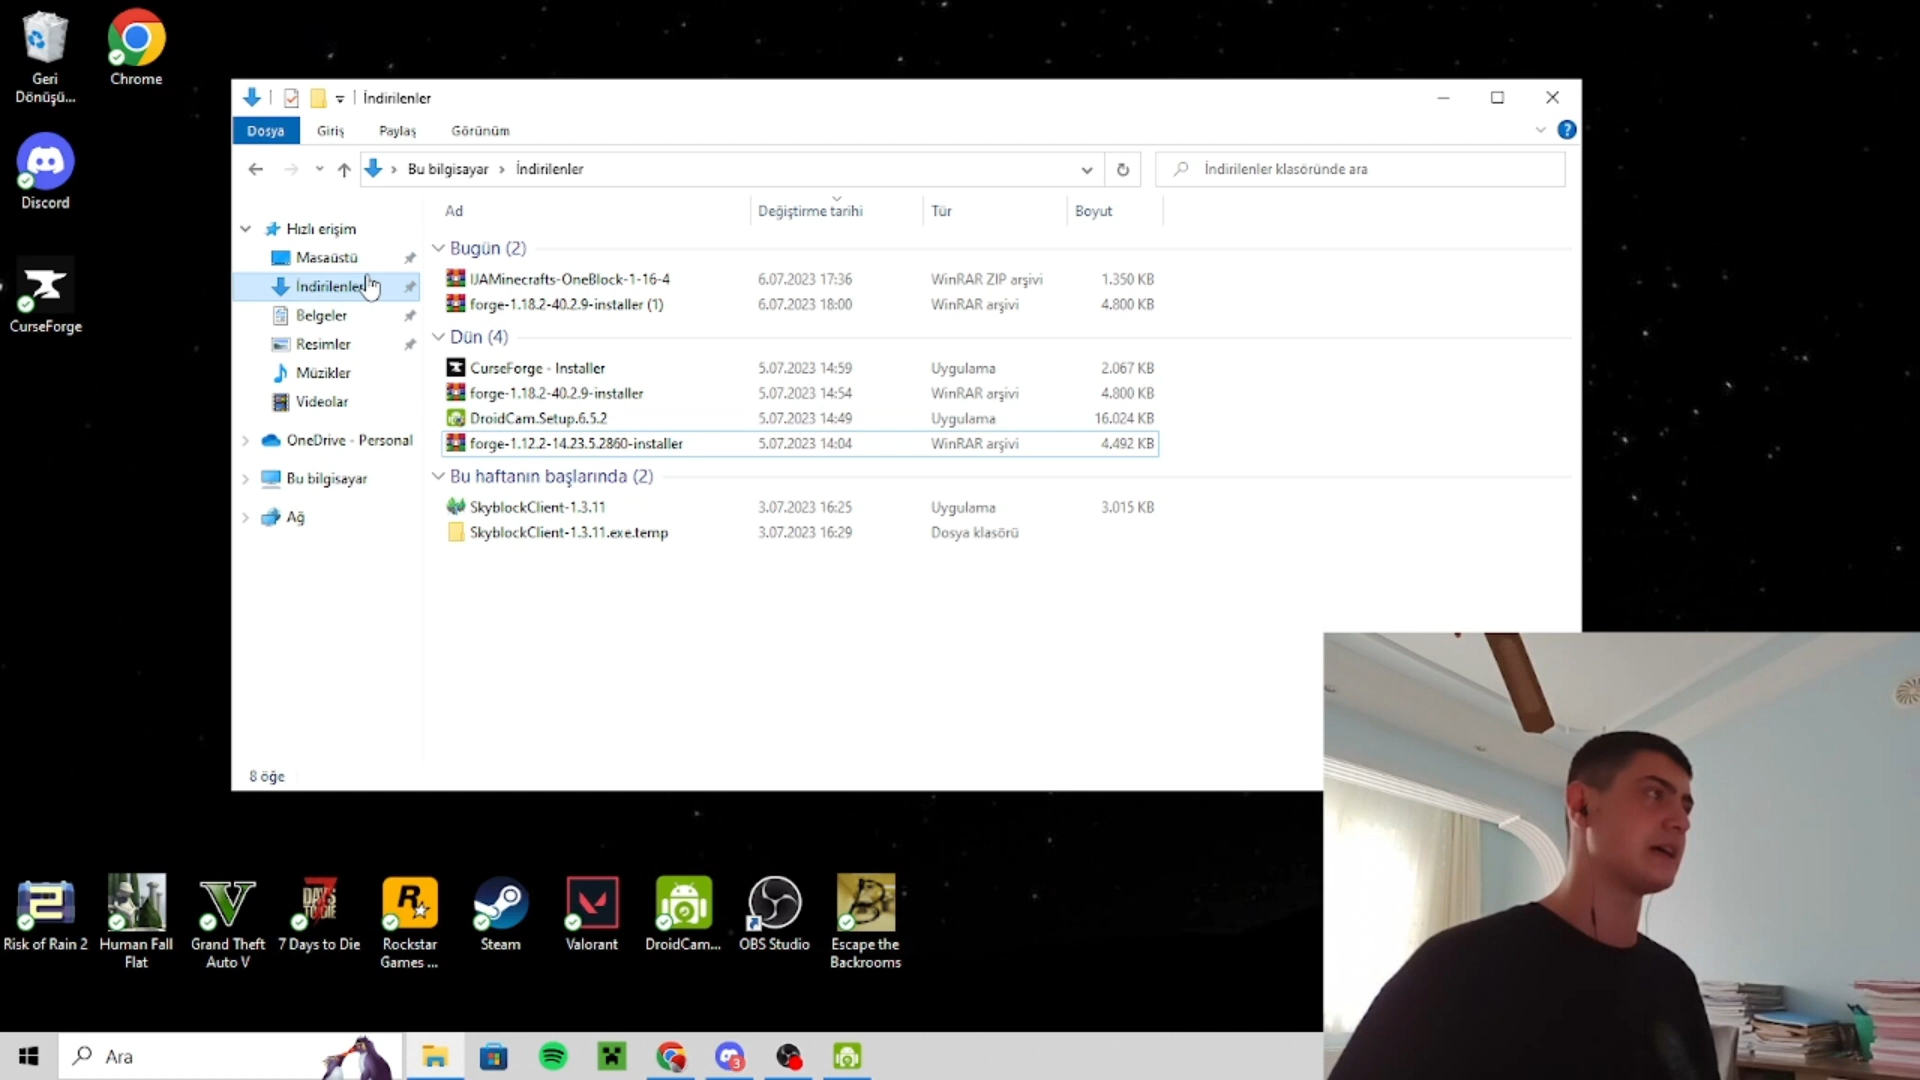 Geri
Dönüşü...
Chrome
Discord
CurseForge
İndirilenler
Dosya
Giriş
Paylaş
Görünüm
Bu bilgisayar
İndirilenler
İndirilenler klasöründe ara
Ad
Değiştirme tarihi
Tür
Boyut
Hızlı erişim
Masaüstü
İndirilenler
Belgeler
Resimler
Müzikler
Videolar
OneDrive - Personal
Bu bilgisayar
Ağ
Bugün (2)
IJAMinecrafts-OneBlock-1-16-4 6.07.2023 17:36 WinRAR ZIP arşivi 1.350 KB
forge-1.18.2-40.2.9-installer (1) 6.07.2023 18:00 WinRAR arşivi 4.800 KB
Dün (4)
CurseForge - Installer 5.07.2023 14:59 Uygulama 2.067 KB
forge-1.18.2-40.2.9-installer 5.07.2023 14:54 WinRAR arşivi 4.800 KB
DroidCam.Setup.6.5.2 5.07.2023 14:49 Uygulama 16.024 KB
forge-1.12.2-14.23.5.2860-installer 5.07.2023 14:04 WinRAR arşivi 4.492 KB
Bu haftanın başlarında (2)
SkyblockClient-1.3.11 3.07.2023 16:25 Uygulama 3.015 KB
SkyblockClient-1.3.11.exe.temp 3.07.2023 16:29 Dosya klasörü
8 öğe
DAYS
TO DIE
Risk of Rain 2
Human Fall
Flat
Grand Theft
Auto V
7 Days to Die
Rockstar
Games ...
Steam
Valorant
DroidCam...
OBS Studio
Escape the
Backrooms
Ara
3